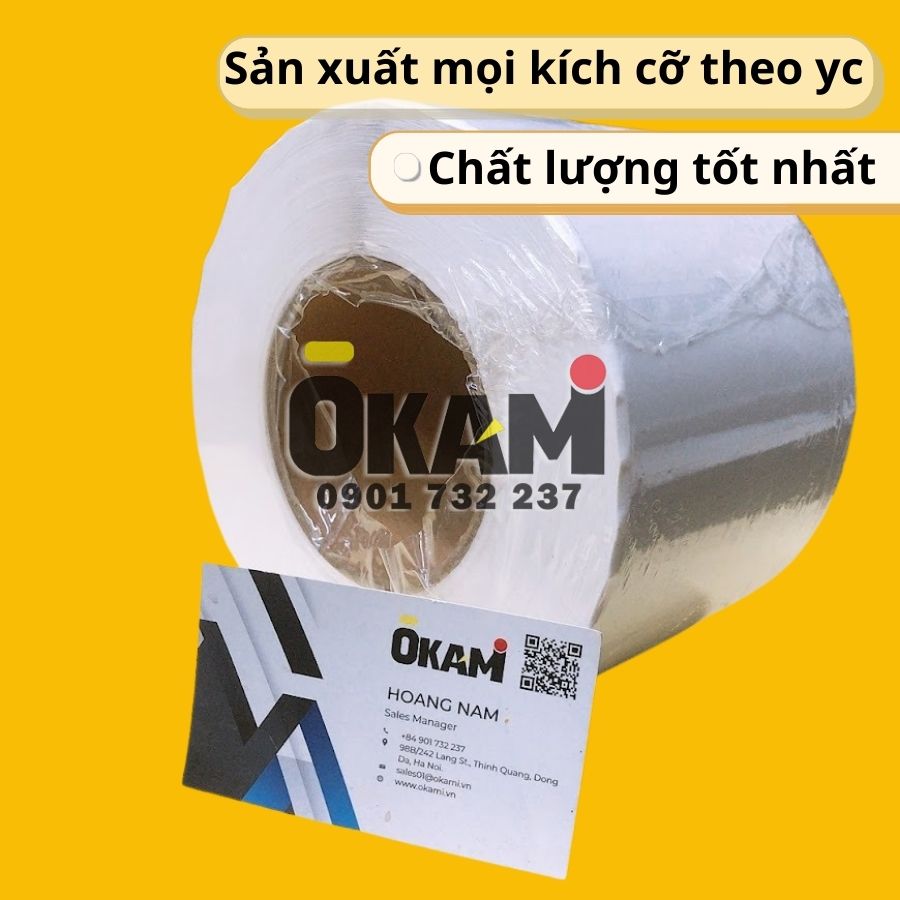 Sản xuất mọi kích cỡ theo yc
Chất lượng tốt nhất
ŌKAMI
0901 732 237
ŌKAMI
HOANG NAM
Sales Manager
+84 901 732 237
98B/242 Lang St., Thinh Quang, Dong
Da, Ha Noi.
sales01@okami.vn
www.okami.vn